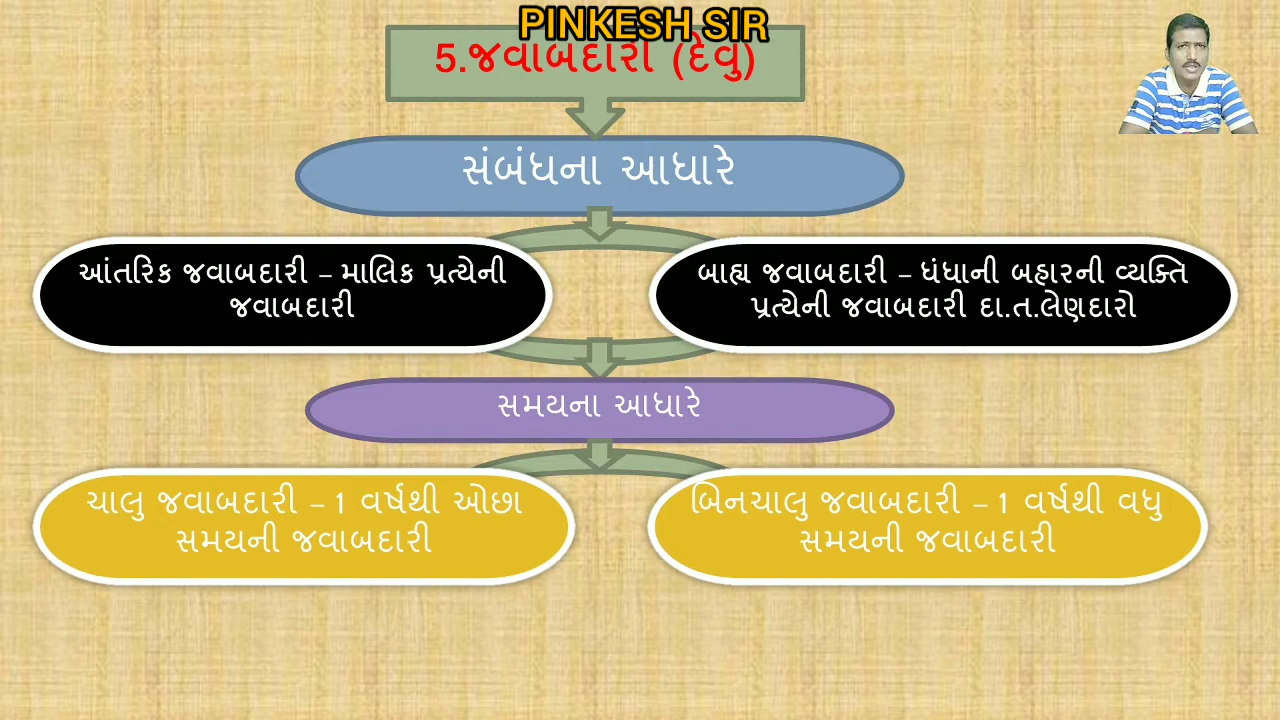 PINKESH SIR
5.જવાબદારી (દેવુ)
સંબંધના આધારે
આંતરિક જવાબદારી – માલિક પ્રત્યેની
જવાબદારી
બાહ્ય જવાબદારી – ધંધાની બહારની વ્યક્તિ
પ્રત્યેની જવાબદારી દા.ત.લેણદારો
સમયના આધારે
ચાલુ જવાબદારી – 1 વર્ષથી ઓછા
સમયની જવાબદારી
બિનચાલુ જવાબદારી – 1 વર્ષથી વધુ
સમયની જવાબદારી